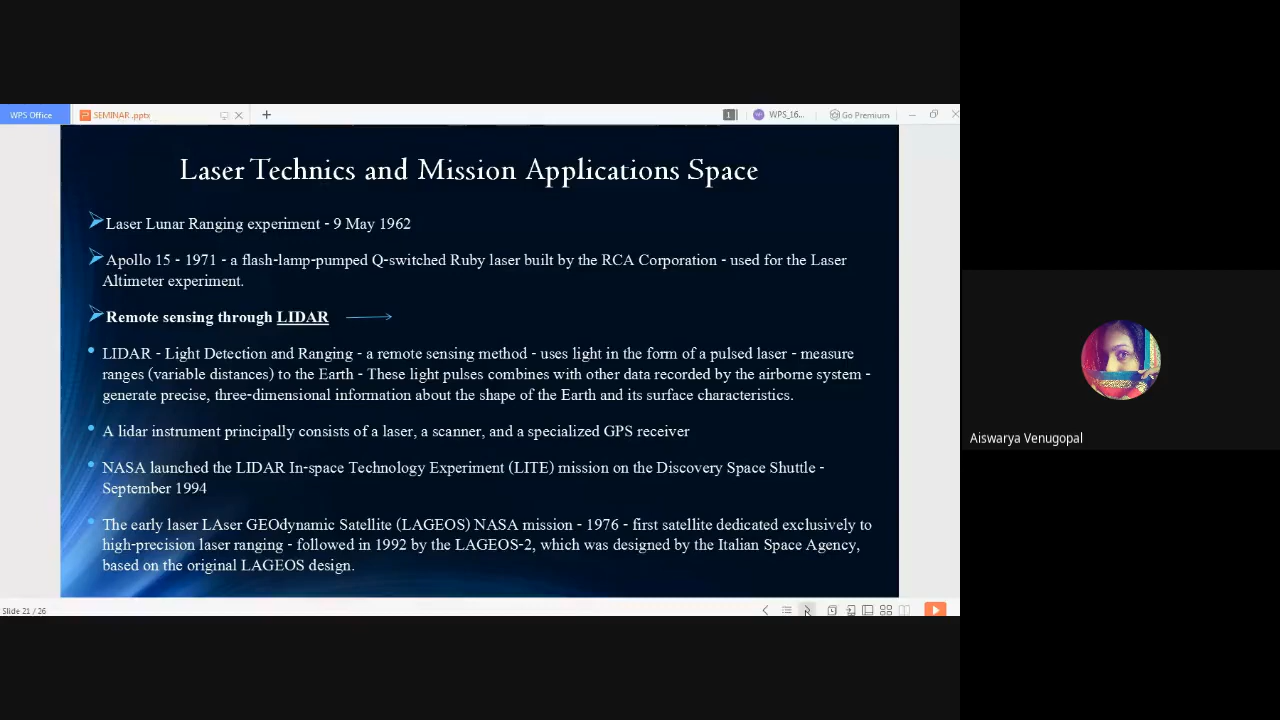 WPS Office
SEMINAR .pptx
1
WPS_16...
Go Premium
Laser Technics and Mission Applications Space
Laser Lunar Ranging experiment - 9 May 1962
Apollo 15 - 1971 - a flash-lamp-pumped Q-switched Ruby laser built by the RCA Corporation - used for the Laser
Altimeter experiment.
Remote sensing through LIDAR
LIDAR - Light Detection and Ranging - a remote sensing method - uses light in the form of a pulsed laser - measure
ranges (variable distances) to the Earth - These light pulses combines with other data recorded by the airborne system -
generate precise, three-dimensional information about the shape of the Earth and its surface characteristics.
A lidar instrument principally consists of a laser, a scanner, and a specialized GPS receiver
NASA launched the LIDAR In-space Technology Experiment (LITE) mission on the Discovery Space Shuttle -
September 1994
The early laser LAser GEOdynamic Satellite (LAGEOS) NASA mission - 1976 - first satellite dedicated exclusively to
high-precision laser ranging - followed in 1992 by the LAGEOS-2, which was designed by the Italian Space Agency,
based on the original LAGEOS design.
Slide 21 / 26
Aiswarya Venugopal